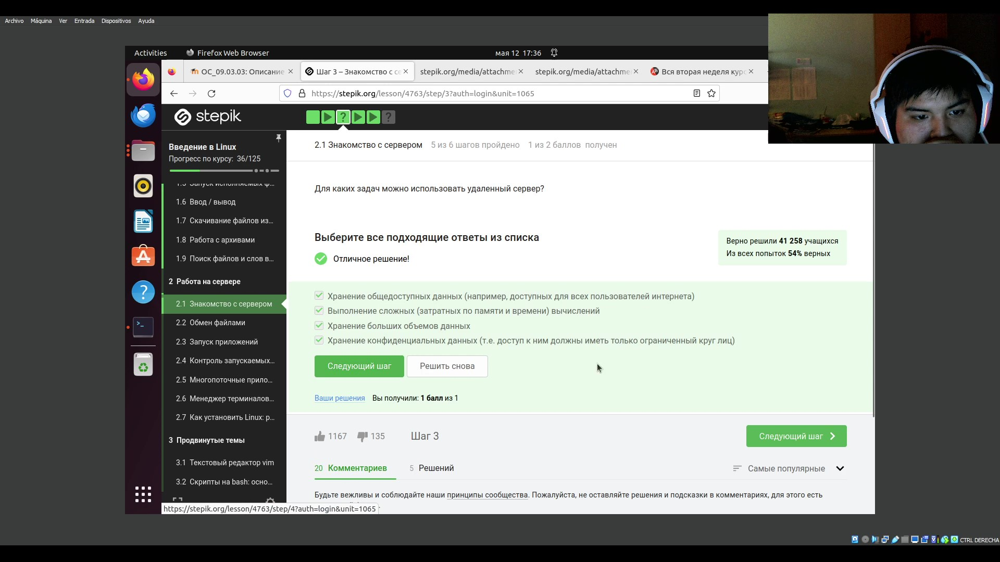 Archivo Máquina Ver Entrada Dispositivos Ayuda
Activities Firefox Web Browser мая 12 17:36
ОС_09.03.03: Описание Шаг 3 – Знакомство с се stepik.org/media/attachme stepik.org/media/attachme Вся вторая неделя курс
https://stepik.org/lesson/4763/step/3?auth=login&unit=1065
stepik
Введение в Linux
Прогресс по курсу: 36/125
1.5 Запуск исполняемых ф...
1.6 Ввод / вывод
1.7 Скачивание файлов из...
1.8 Работа с архивами
1.9 Поиск файлов и слов в...
2 Работа на сервере
2.1 Знакомство с сервером
2.2 Обмен файлами
2.3 Запуск приложений
2.4 Контроль запускаемых...
2.5 Многопоточные прило...
2.6 Менеджер терминалов...
2.7 Как установить Linux: р...
3 Продвинутые темы
3.1 Текстовый редактор vim
3.2 Скрипты на bash: осно...
2.1 Знакомство с сервером 5 из 6 шагов пройдено 1 из 2 баллов получен
Для каких задач можно использовать удаленный сервер?
Выберите все подходящие ответы из списка
Отличное решение!
Верно решили 41 258 учащихся
Из всех попыток 54% верных
Хранение общедоступных данных (например, доступных для всех пользователей интернета)
Выполнение сложных (затратных по памяти и времени) вычислений
Хранение больших объемов данных
Хранение конфиденциальных данных (т.е. доступ к ним должны иметь только ограниченный круг лиц)
Следующий шаг Решить снова
Ваши решения Вы получили: 1 балл из 1
1167 135 Шаг 3 Следующий шаг
20 Комментариев 5 Решений Самые популярные
Будьте вежливы и соблюдайте наши принципы сообщества. Пожалуйста, не оставляйте решения и подсказки в комментариях, для этого есть
https://stepik.org/lesson/4763/step/4?auth=login&unit=1065
CTRL DERECHA